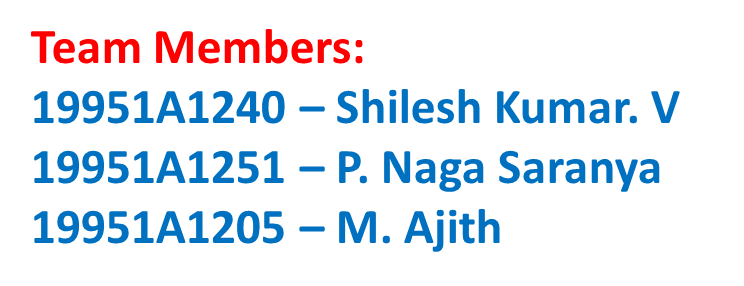 Team Members:
19951A1240 – Shilesh Kumar. V
19951A1251 – P. Naga Saranya
19951A1205 – M. Ajith